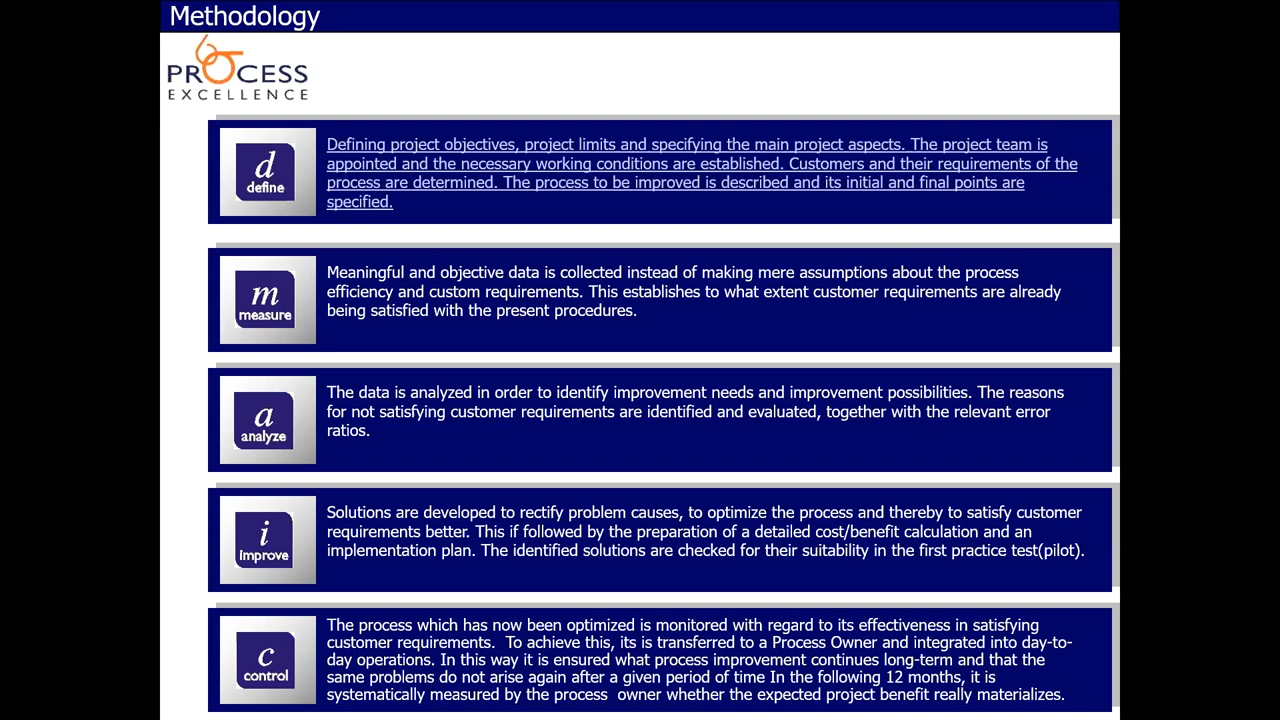 Methodology
6σ
PROCESS
EXCELLENCE
d
define
Defining project objectives, project limits and specifying the main project aspects. The project team is
appointed and the necessary working conditions are established. Customers and their requirements of the
process are determined. The process to be improved is described and its initial and final points are
specified.
m
measure
Meaningful and objective data is collected instead of making mere assumptions about the process
efficiency and custom requirements. This establishes to what extent customer requirements are already
being satisfied with the present procedures.
a
analyze
The data is analyzed in order to identify improvement needs and improvement possibilities. The reasons
for not satisfying customer requirements are identified and evaluated, together with the relevant error
ratios.
i
improve
Solutions are developed to rectify problem causes, to optimize the process and thereby to satisfy customer
requirements better. This if followed by the preparation of a detailed cost/benefit calculation and an
implementation plan. The identified solutions are checked for their suitability in the first practice test(pilot).
c
control
The process which has now been optimized is monitored with regard to its effectiveness in satisfying
customer requirements.  To achieve this, its is transferred to a Process Owner and integrated into day-to-
day operations. In this way it is ensured what process improvement continues long-term and that the
same problems do not arise again after a given period of time In the following 12 months, it is
systematically measured by the process  owner whether the expected project benefit really materializes.